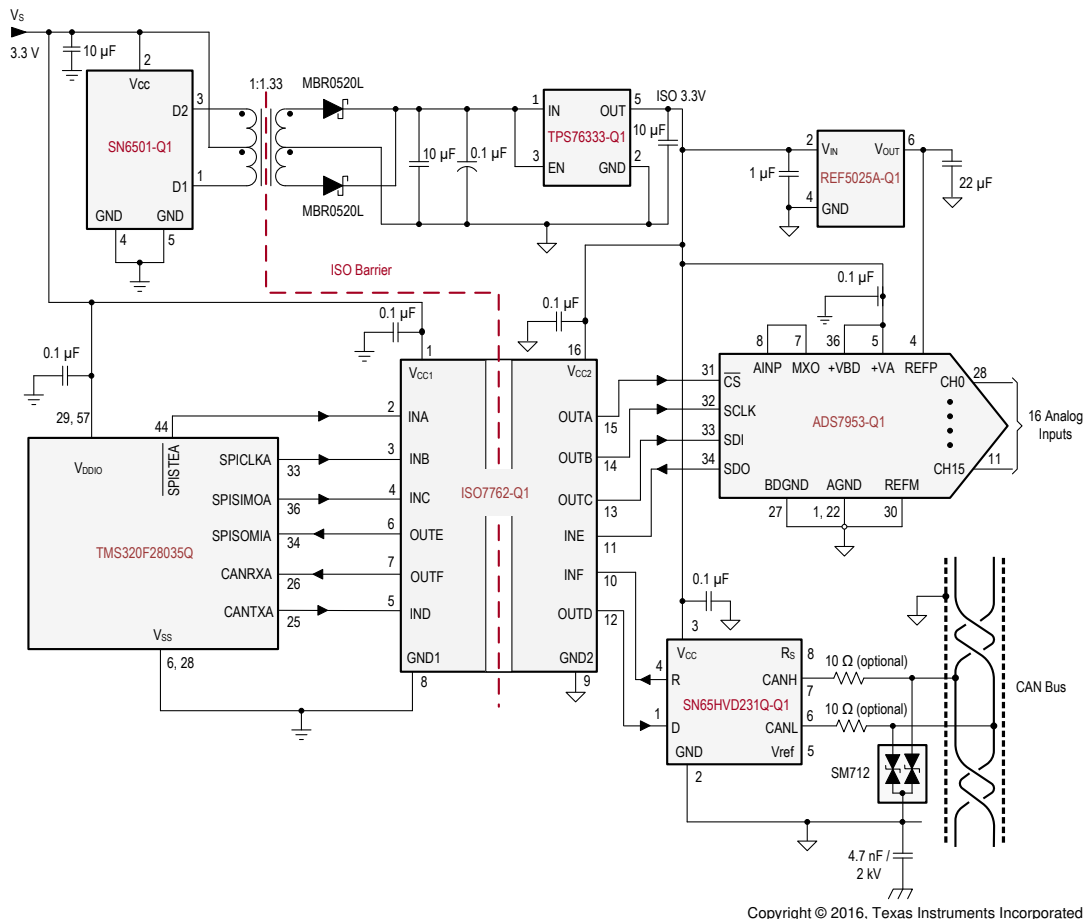 VS
3.3 V
10 µF
2
Vcc
D2
3
SN6501-Q1
D1
1
GND
GND
4
5
1:1.33
MBR0520L
MBR0520L
10 µF
0.1 µF
1
IN
OUT
5
TPS76333-Q1
3
EN
GND
2
ISO 3.3V
10 µF
1 µF
2
VIN
VOUT
6
REF5025A-Q1
4
GND
22 µF
ISO Barrier
0.1 µF
0.1 µF
0.1 µF
0.1 µF
29, 57
44
VDDIO
SPISTEA
SPICLKA
33
SPISIMOA
36
SPISOMIA
34
TMS320F28035Q
CANRXA
26
CANTXA
25
VSS
6, 28
1
VCC1
16
VCC2
2
INA
OUTA
15
3
INB
OUTB
14
4
INC
ISO7762-Q1
OUTC
13
6
OUTE
INE
11
7
OUTF
INF
10
5
IND
OUTD
12
GND1
8
GND2
9
8
7
36
5
4
AINP
MXO
+VBD
+VA
REFP
31
CS
32
SCLK
33
SDI
34
SDO
ADS7953-Q1
CH0
28
CH15
11
16 Analog
Inputs
BDGND
AGND
REFM
27
1, 22
30
0.1 µF
3
VCC
RS
8
4
R
CANH
7
SN65HVD231Q-Q1
1
D
CANL
6
GND
Vref
5
2
10 Ω (optional)
10 Ω (optional)
SM712
CAN Bus
4.7 nF /
2 kV
Copyright © 2016, Texas Instruments Incorporated